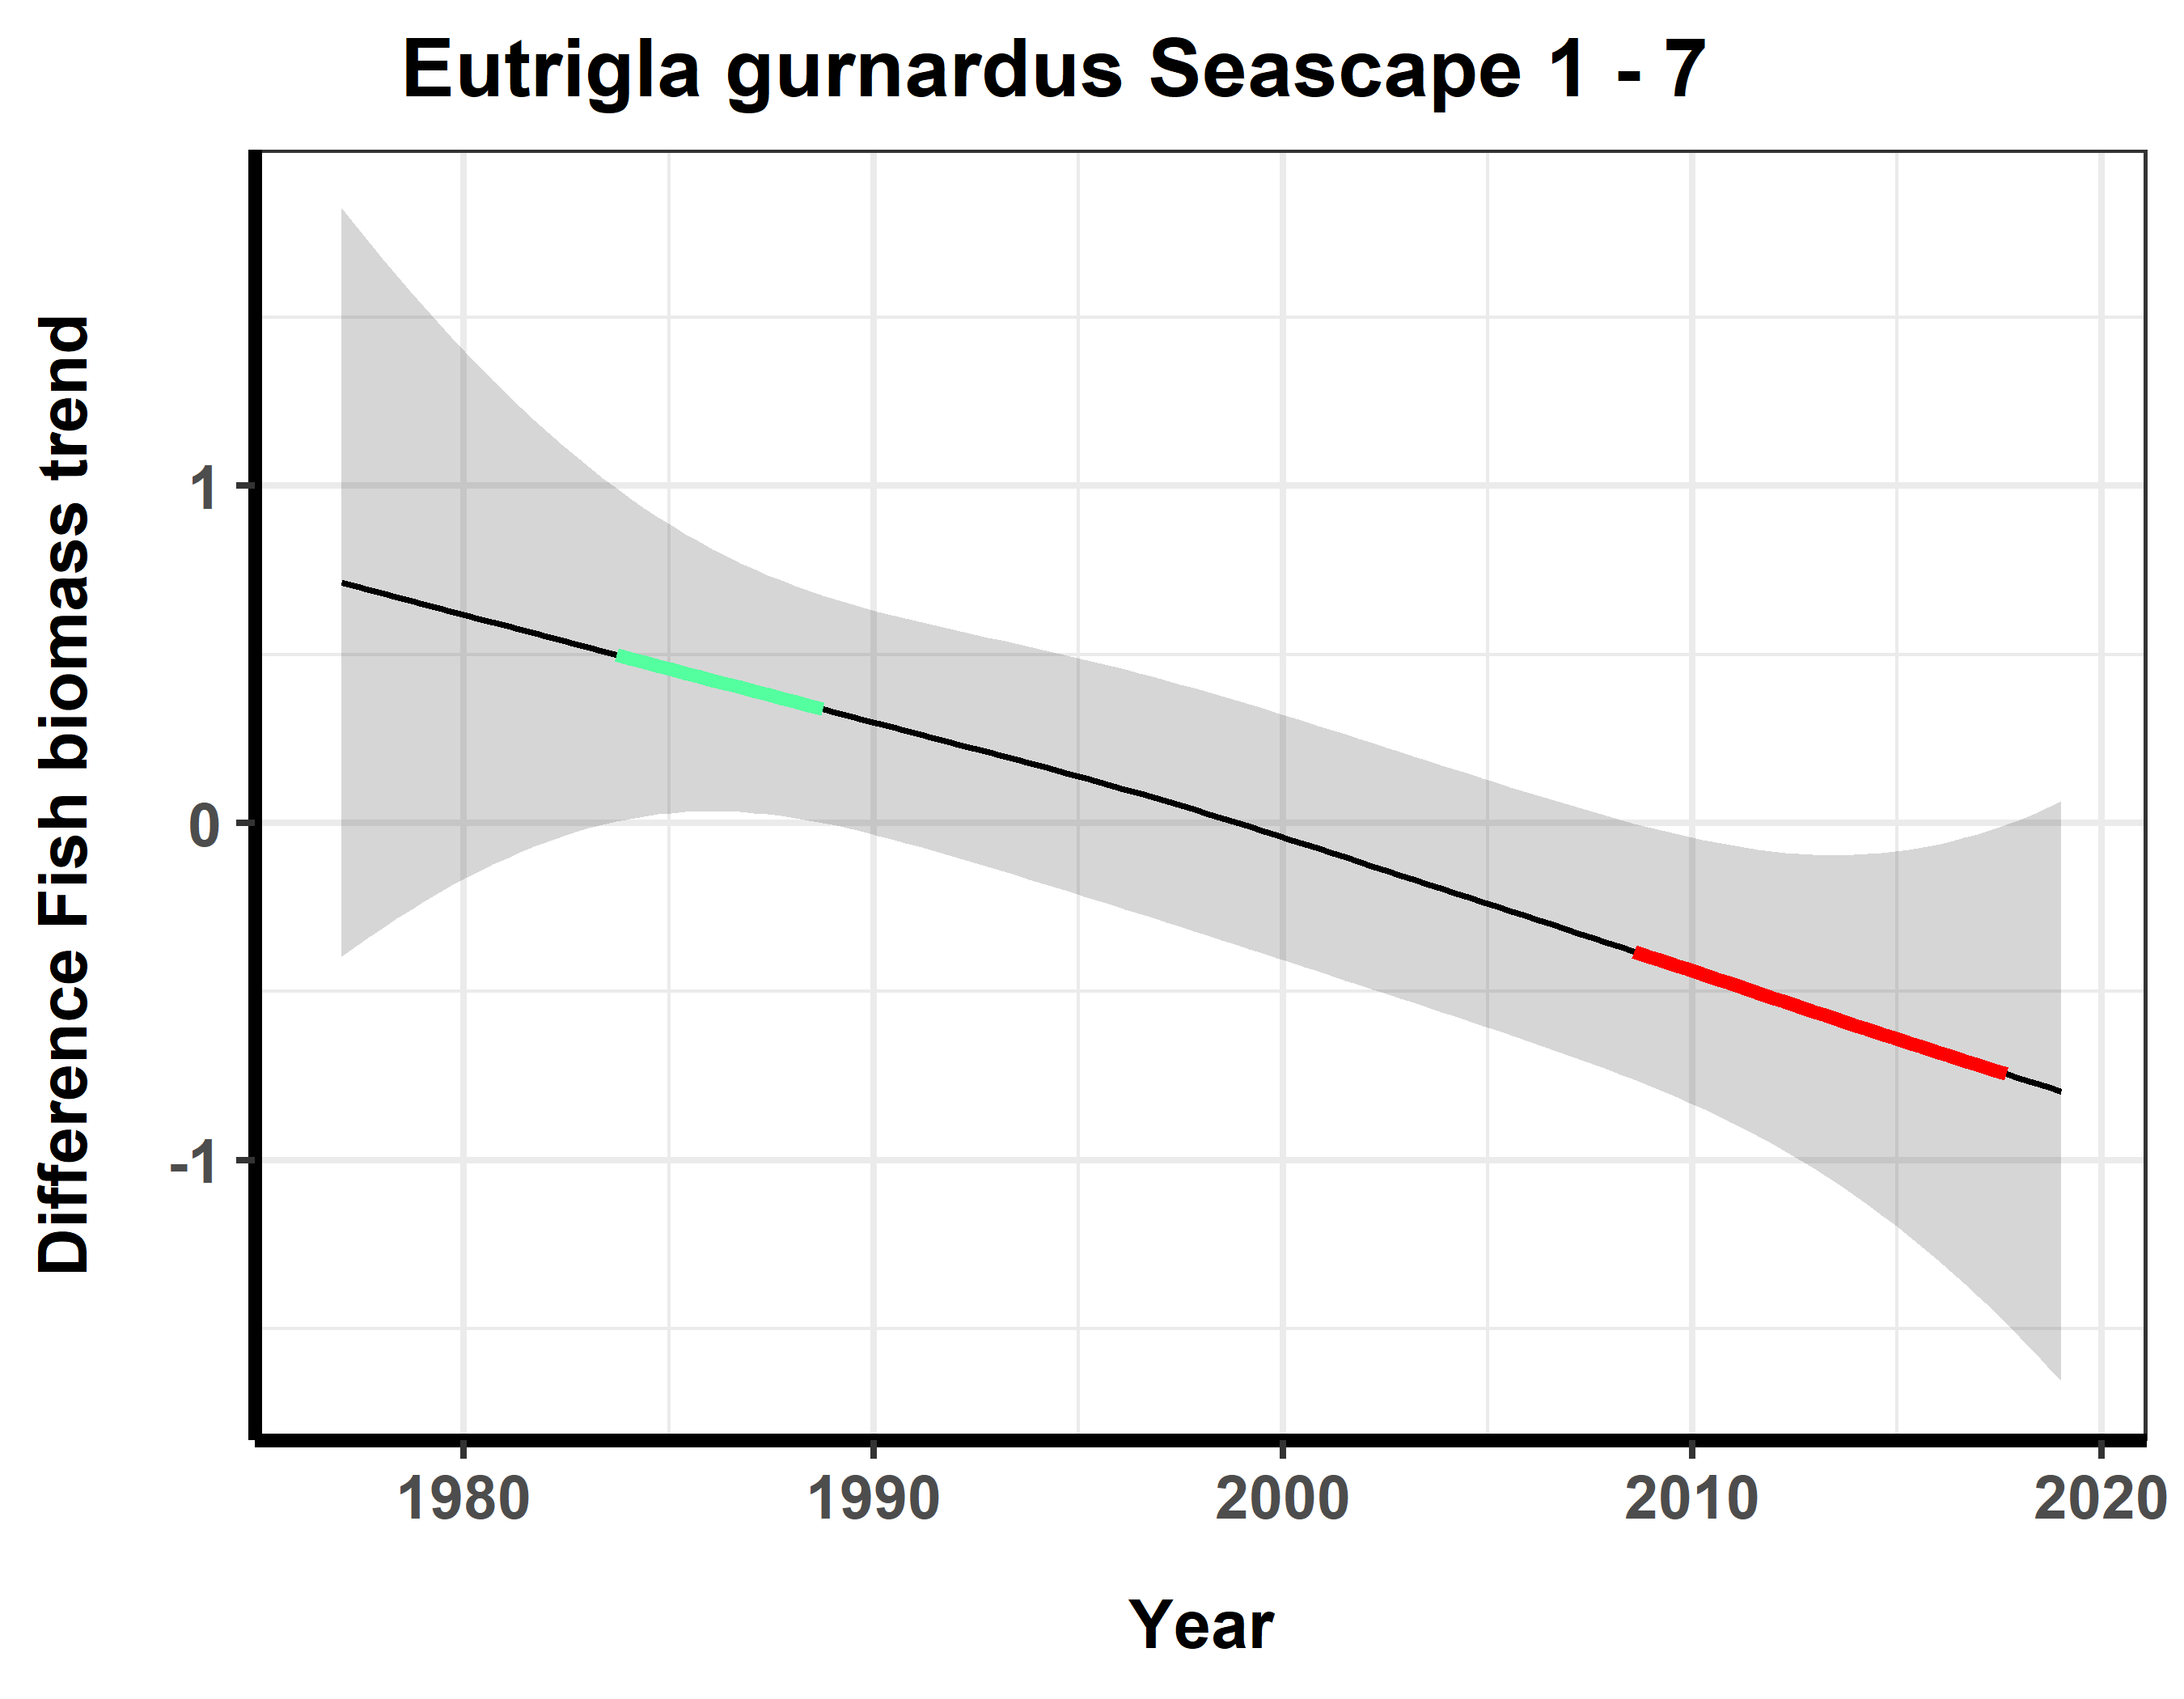 Eutrigla gurnardus Seascape 1 - 7
Difference Fish biomass trend
1
0
-1
1980 1990 2000 2010 2020
Year